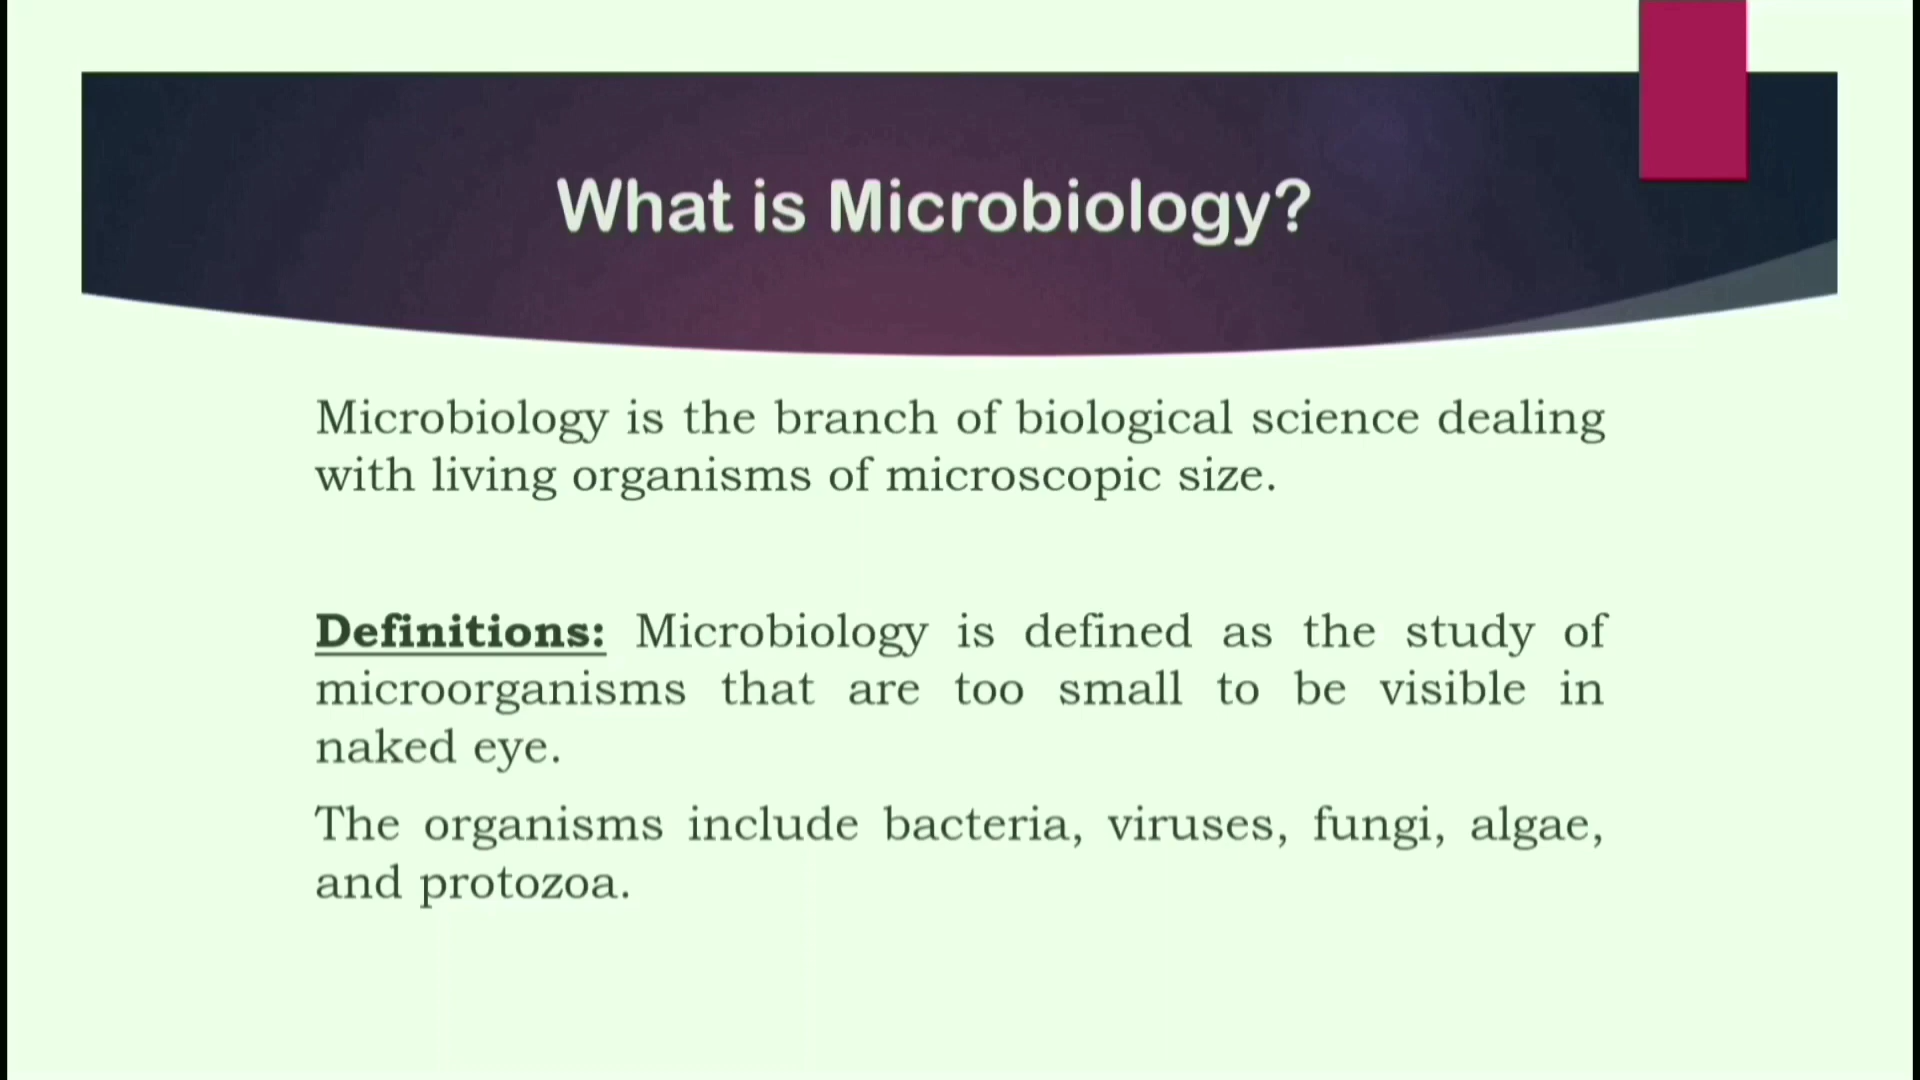 What is Microbiology?
Microbiology is the branch of biological science dealing
with living organisms of microscopic size.
Definitions: Microbiology is defined as the study of
microorganisms that are too small to be visible in
naked eye.
The organisms include bacteria, viruses, fungi, algae,
and protozoa.